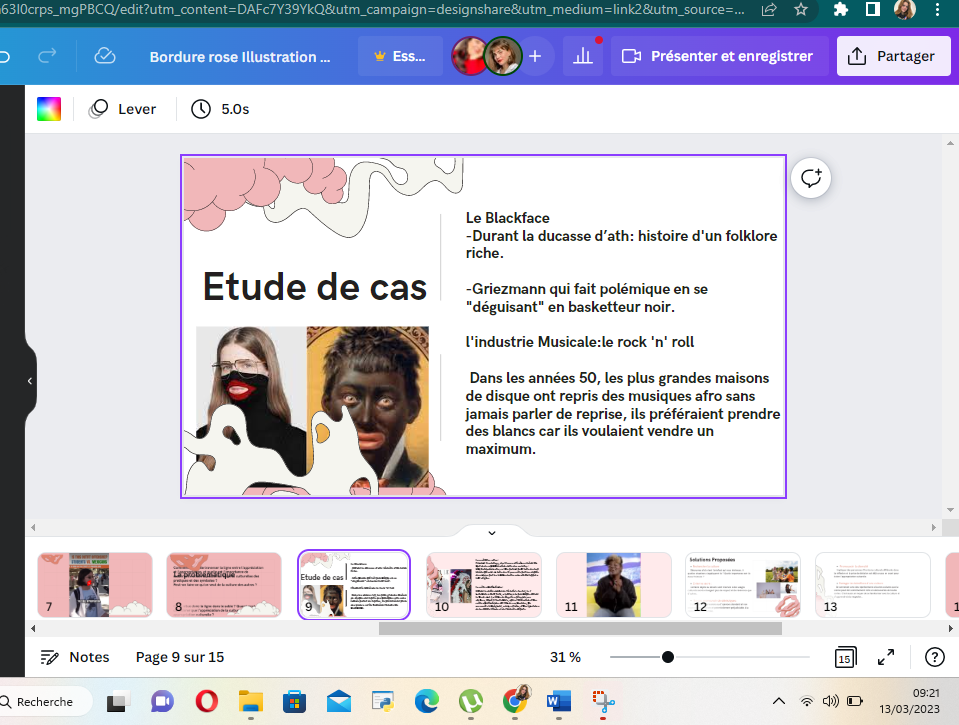 63I0crps_mgPBCQ/edit?utm_content=DAFc7Y39YkQ&utm_campaign=designshare&utm_medium=link2&utm_source=...
Bordure rose Illustration ...
Ess...
Présenter et enregistrer
Partager
Lever
5.0s
Le Blackface
-Durant la ducasse d’ath: histoire d'un folklore
riche.
Etude de cas
-Griezmann qui fait polémique en se
"déguisant" en basketteur noir.
l'industrie Musicale:le rock 'n' roll
Dans les années 50, les plus grandes maisons
de disque ont repris des musiques afro sans
jamais parler de reprise, ils préféraient prendre
des blancs car ils voulaient vendre un
maximum.
7
La problématique
8
Etude de cas
9
10
11
Solutions Proposées
12
13
1
Notes
Page 9 sur 15
31 %
15
Recherche
09:21
13/03/2023